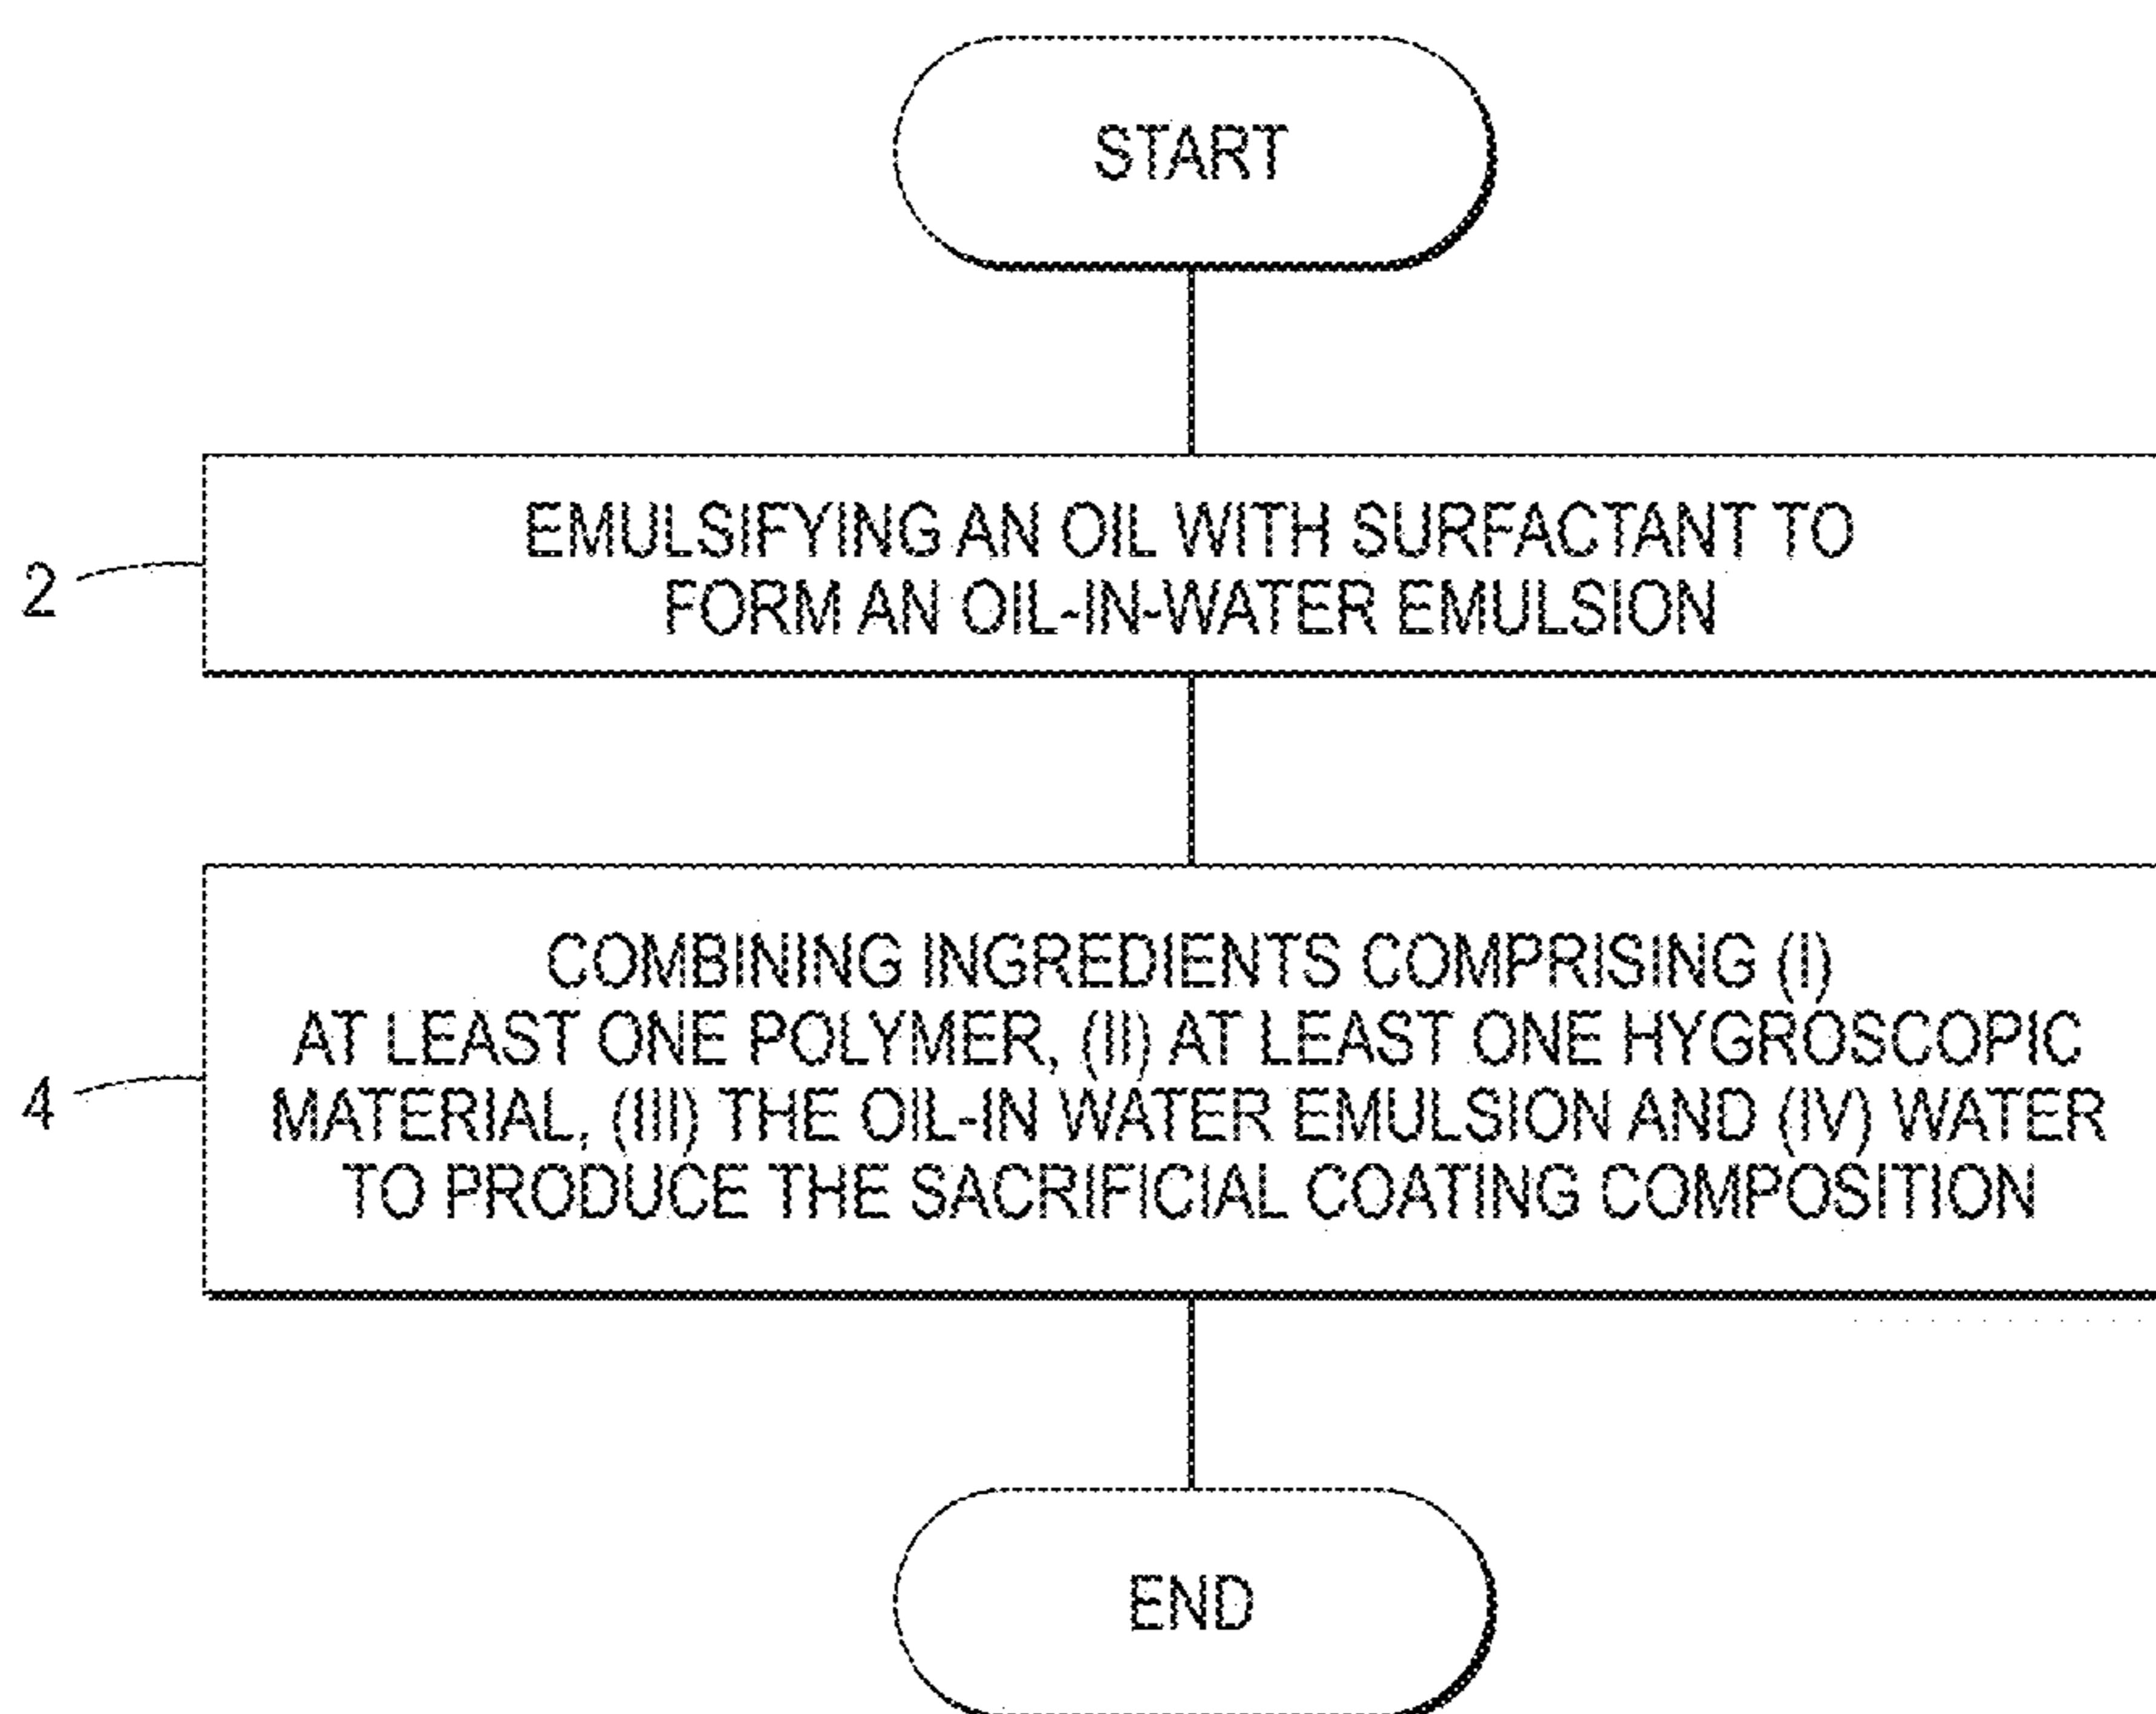 START
2
EMULSIFYING AN OIL WITH SURFACTANT TO
FORM AN OIL-IN-WATER EMULSION
4
COMBINING INGREDIENTS COMPRISING (I)
AT LEAST ONE POLYMER, (II) AT LEAST ONE HYGROSCOPIC
MATERIAL, (III) THE OIL-IN WATER EMULSION AND (IV) WATER
TO PRODUCE THE SACRIFICIAL COATING COMPOSITION
END